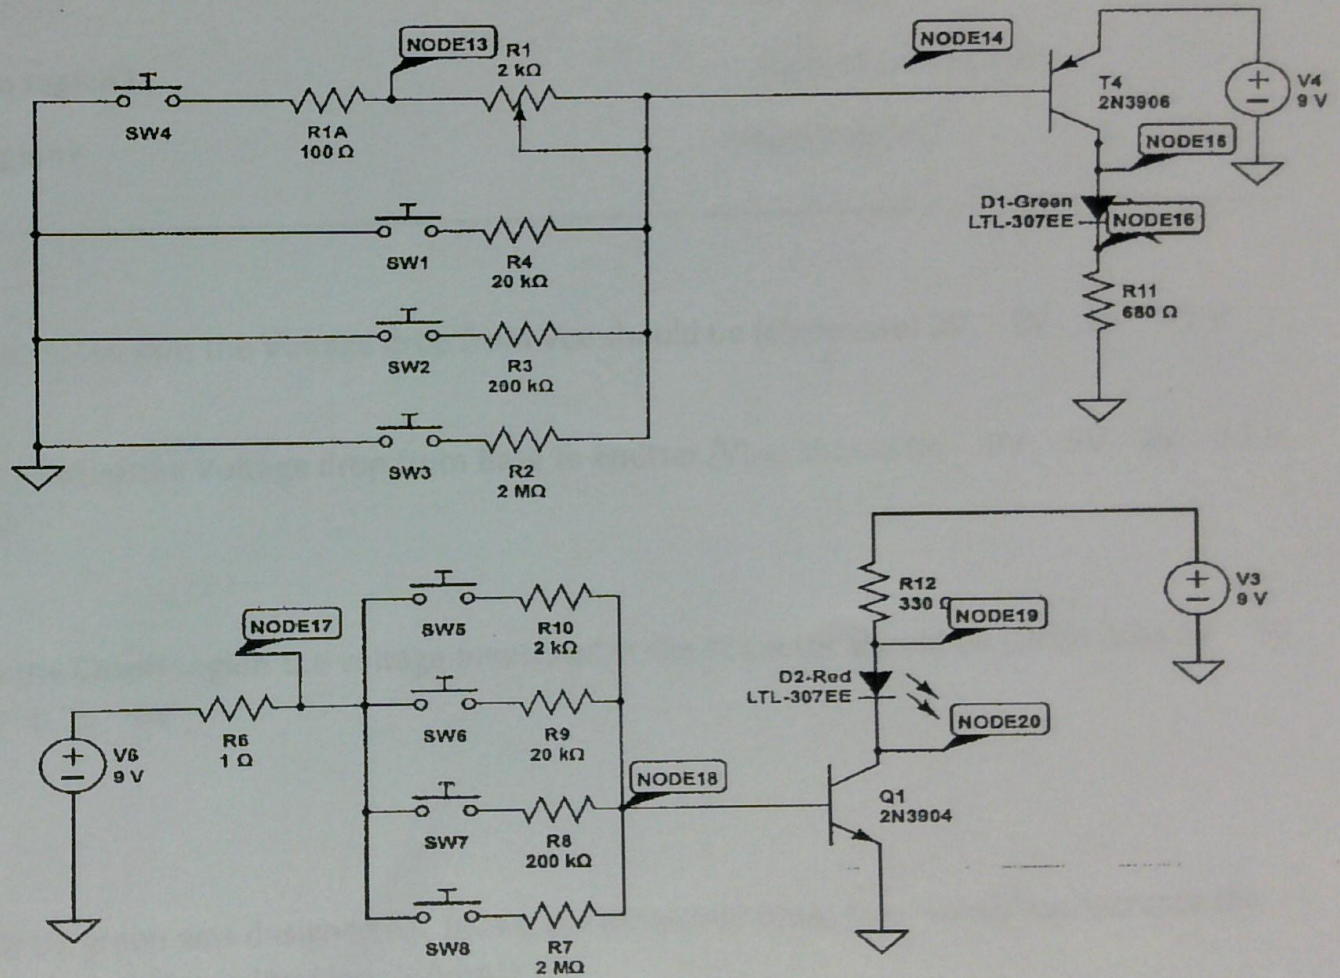 NODE13
R1
2 kΩ
NODE14
SW4
R1A
100 Ω
T4
2N3906
V4
9 V
NODE15
D1-Green
LTL-307EE
NODE16
SW1
R4
20 kΩ
R11
680 Ω
SW2
R3
200 kΩ
SW3
R2
2 MΩ
R12
330 Ω
V3
9 V
NODE19
NODE17
SW5
R10
2 kΩ
D2-Red
LTL-307EE
NODE20
R6
1 Ω
V6
9 V
SW6
R9
20 kΩ
NODE18
Q1
2N3904
SW7
R8
200 kΩ
SW8
R7
2 MΩ